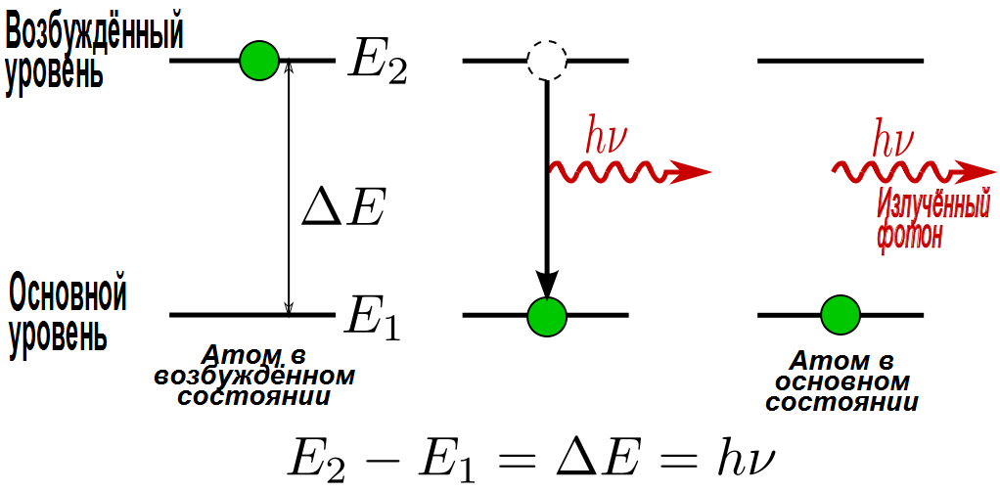 Возбуждённый
уровень
E₂
hν
hν
ΔE
Излучённый
фотон
Основной
уровень
E₁
Атом в
возбуждённом
состоянии
Атом в
основном
состоянии
E₂ − E₁ = ΔE = hν